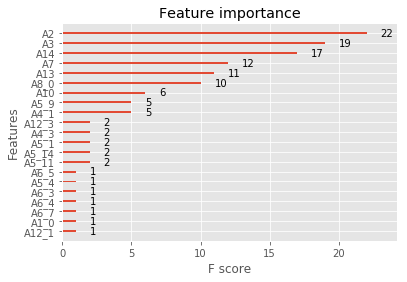 Feature importance
A2 22
A3 19
A14 17
A7 12
A13 11
A8_0 10
A10 6
A5_9 5
A4_1 5
A12_3 2
A4_3 2
A5_1 2
A5_14 2
A5_11 2
A6_5 1
A5_4 1
A6_3 1
A6_4 1
A6_7 1
A1_0 1
A12_1 1
Features
0 5 10 15 20
F score